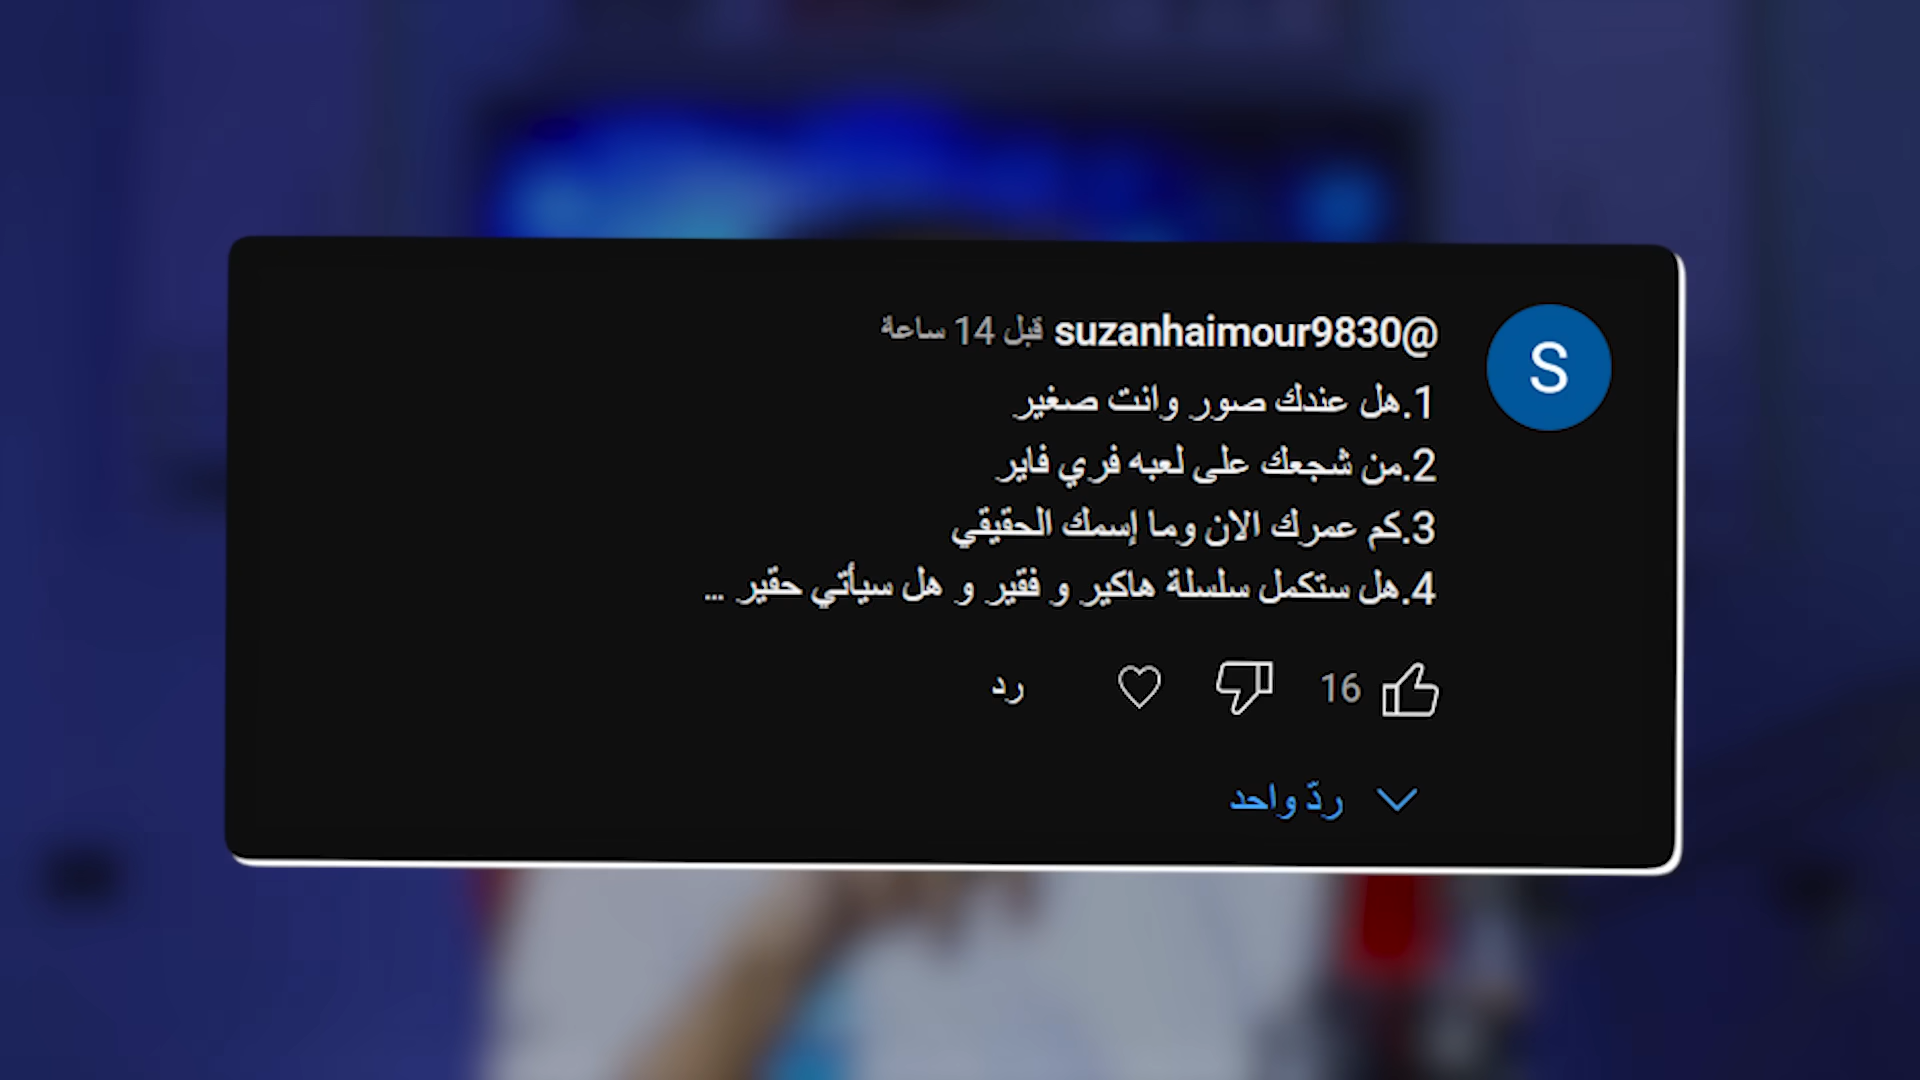 @suzanhaimour9830 قبل 14 ساعة
S
1.هل عندك صور وانت صغير
2.من شجعك على لعبه فري فاير
3.كم عمرك الان وما إسمك الحقيقي
4.هل ستكمل سلسلة هاكير و فقير و هل سيأتي حقير ...
16 رد
ردّ واحد